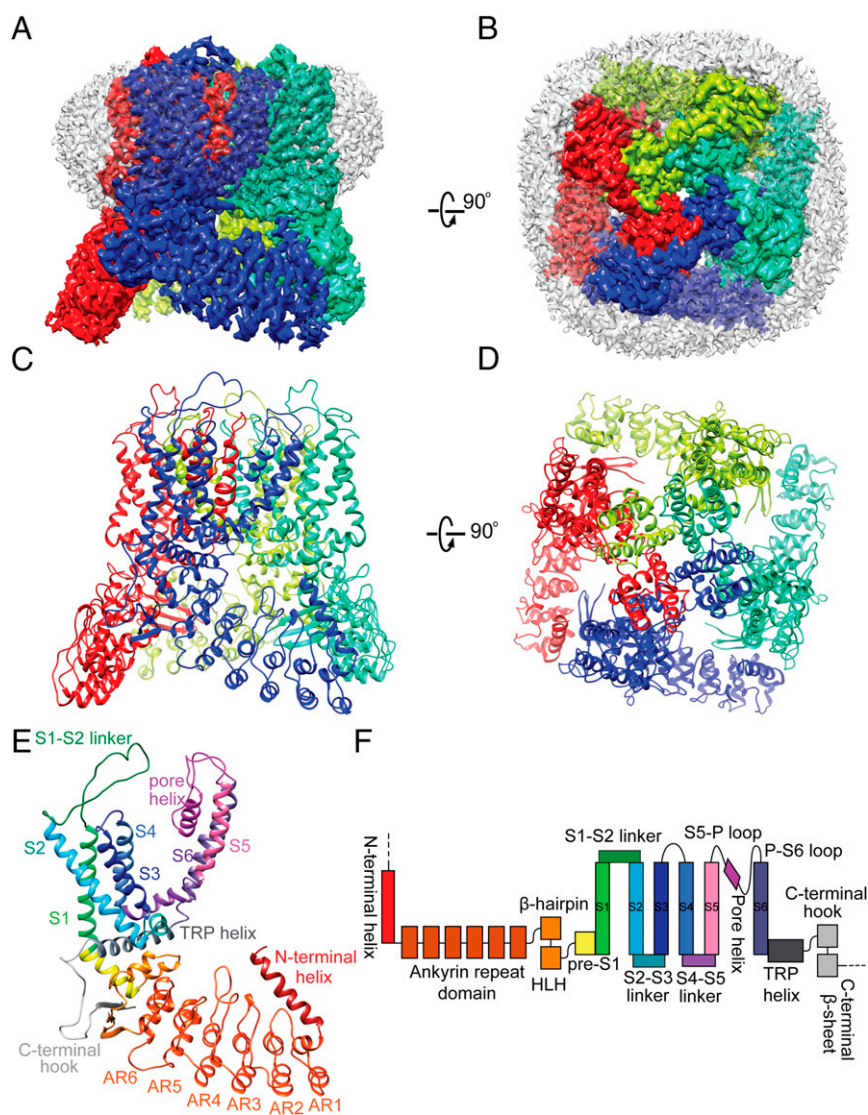 A
B
90°
C
D
90°
E
S1-S2 linker
pore
helix
S4
S2
S6
S5
S3
S1
TRP helix
N-terminal
helix
C-terminal
hook
AR6
AR5
AR4
AR3
AR2
AR1
F
N-terminal helix
Ankyrin repeat
domain
β-hairpin
HLH
pre-S1
S1-S2 linker
S1
S2
S3
S4
S5
S6
S2-S3
linker
S4-S5
linker
S5-P loop
Pore helix
P-S6 loop
TRP
helix
C-terminal
hook
C-terminal
β-sheet